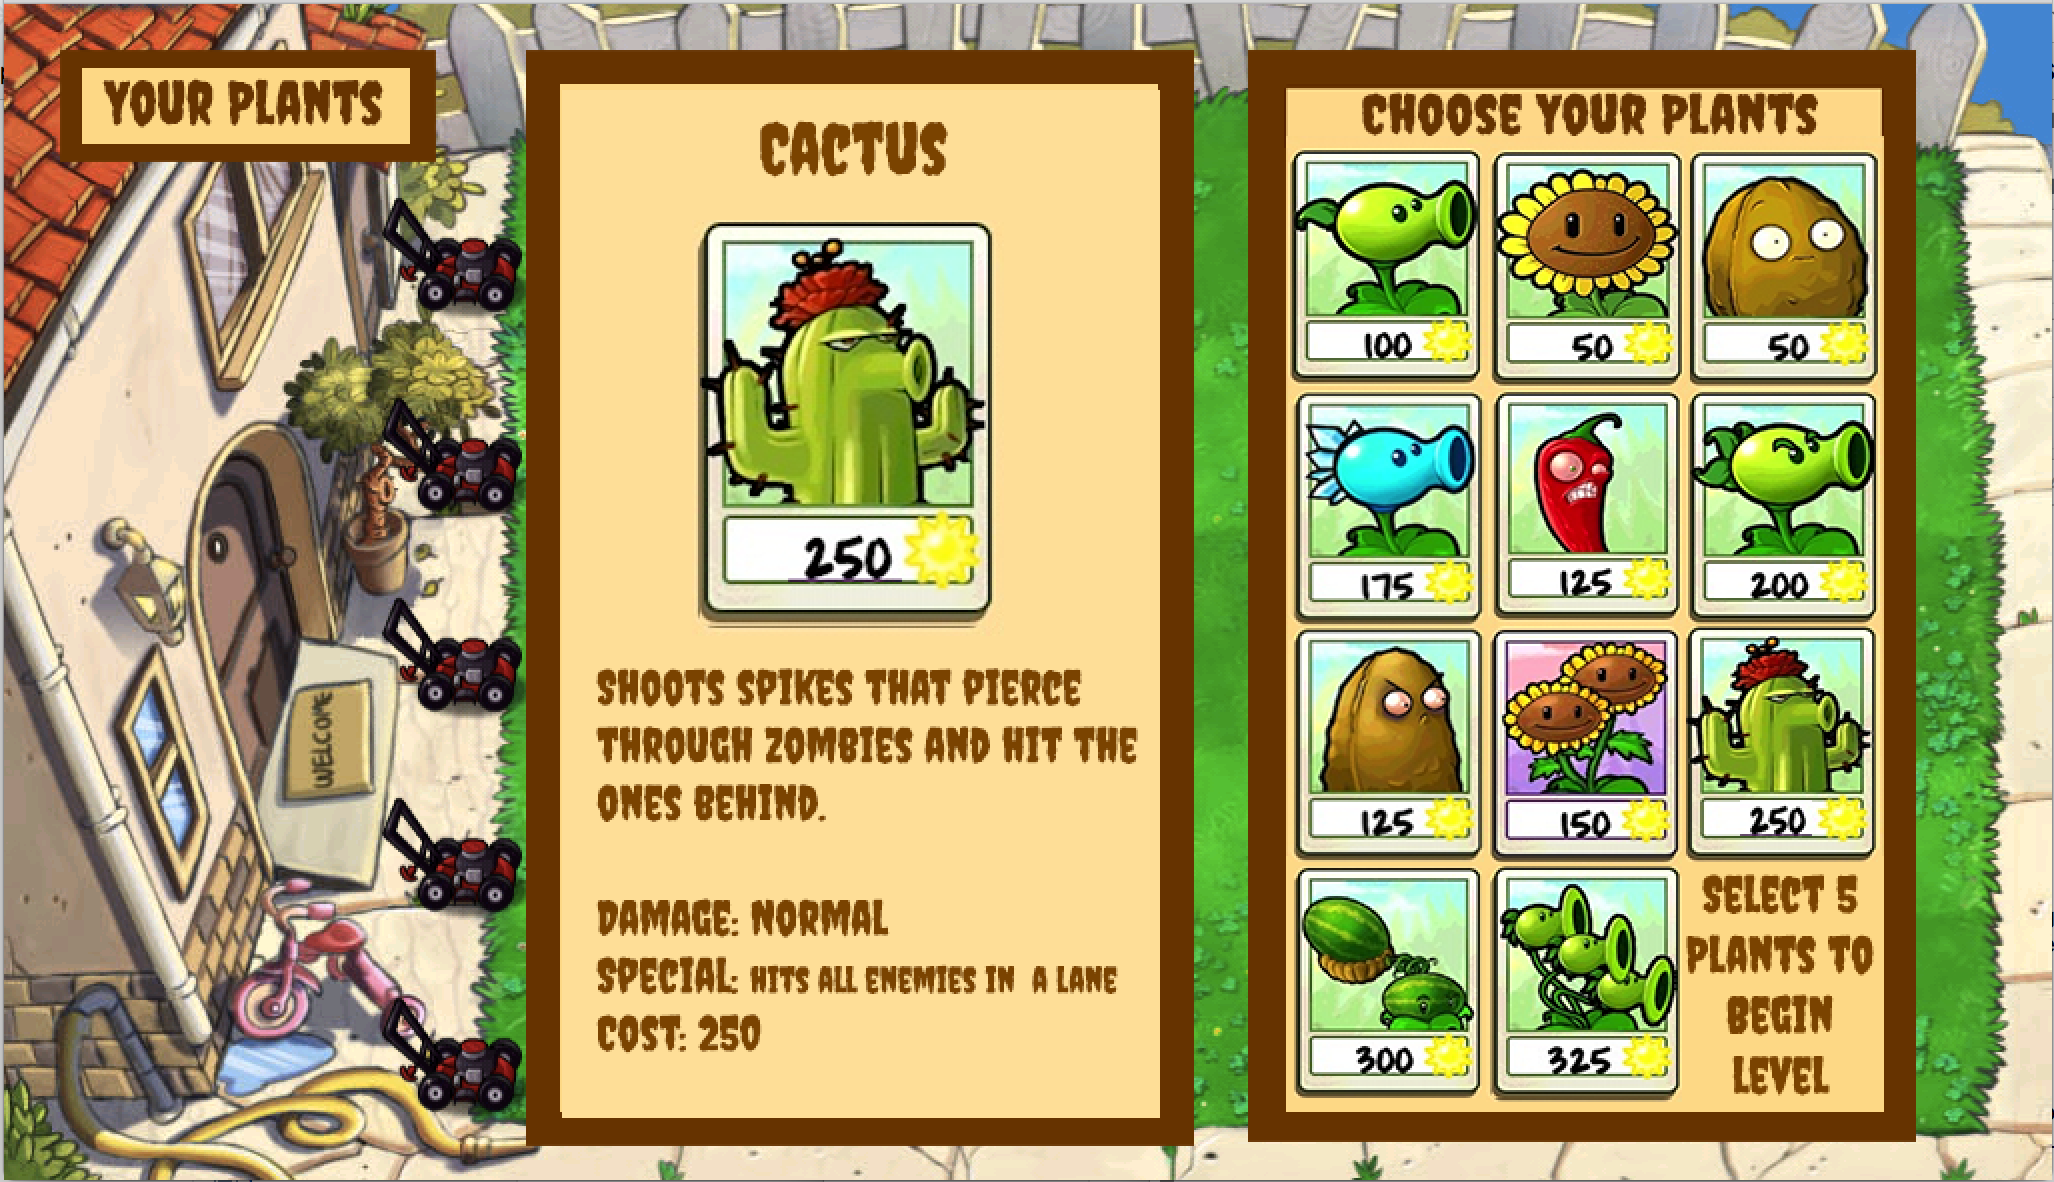 YOUR PLANTS
CACTUS
250
SHOOTS SPIKES THAT PIERCE
THROUGH ZOMBIES AND HIT THE
ONES BEHIND.
DAMAGE: NORMAL
SPECIAL: HITS ALL ENEMIES IN A LANE
COST: 250
CHOOSE YOUR PLANTS
100 50 50
175 125 200
125 150 250
300 325
SELECT 5
PLANTS TO
BEGIN
LEVEL
WELCOME